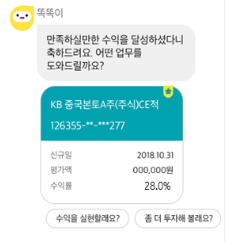 똑똑이
만족하실만한 수익을 달성하셨다니
축하드려요. 어떤 업무를
도와드릴까요?
KB 중국본토A주(주식)CE적
126355-**-***277
신규일 2018.10.31
평가액 000,000원
수익률 28.0%
수익을 실현할래요? 좀 더 투자해 볼래요?